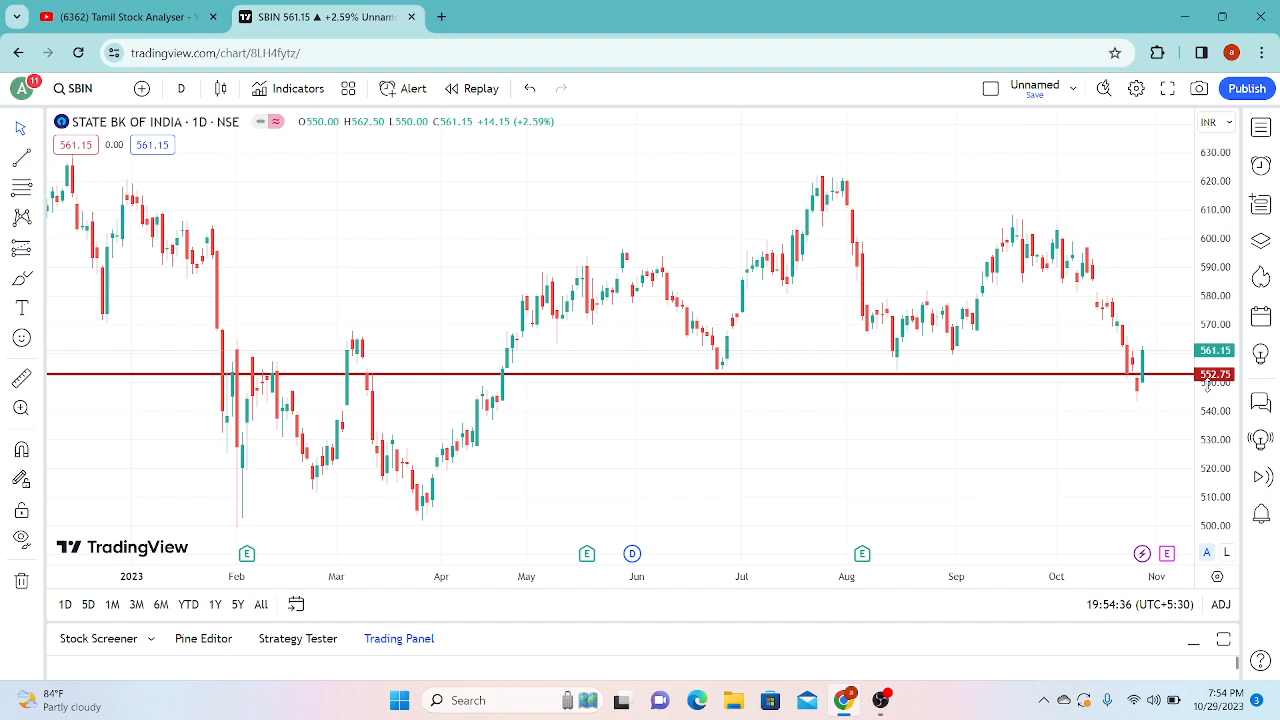 (6362) Tamil Stock Analyser - Y
SBIN 561.15 ▲ +2.59% Unname
tradingview.com/chart/8LH4fytz/
a
A 11 SBIN D Indicators Alert Replay Unnamed Save Publish
STATE BK OF INDIA · 1D · NSE O550.00 H562.50 L550.00 C561.15 +14.15 (+2.59%) INR
561.15 0.00 561.15
630.00
620.00
610.00
600.00
590.00
580.00
570.00
561.15
552.75
550.00
540.00
530.00
520.00
510.00
500.00
TradingView
E E D E E
A L
2023 Feb Mar Apr May Jun Jul Aug Sep Oct Nov
1D 5D 1M 3M 6M YTD 1Y 5Y All 19:54:36 (UTC+5:30) ADJ
Stock Screener Pine Editor Strategy Tester Trading Panel
84°F
Partly cloudy
Search
7:54 PM
10/29/2023
3